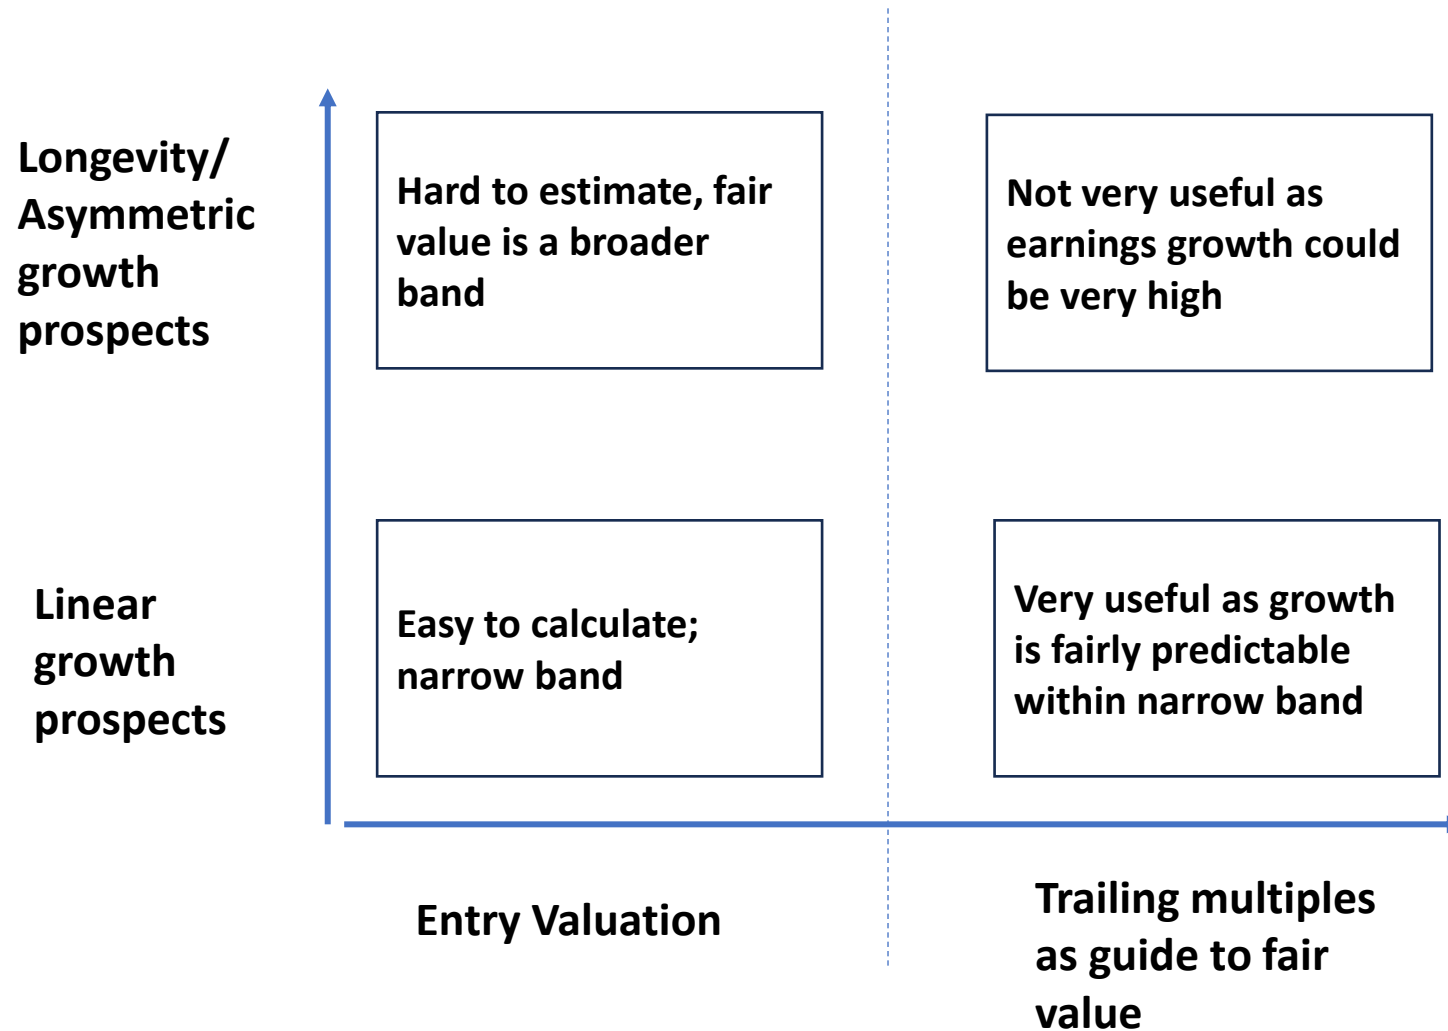 Longevity/
Asymmetric
growth
prospects
Hard to estimate, fair
value is a broader
band
Not very useful as
earnings growth could
be very high
Linear
growth
prospects
Easy to calculate;
narrow band
Very useful as growth
is fairly predictable
within narrow band
Entry Valuation
Trailing multiples
as guide to fair
value